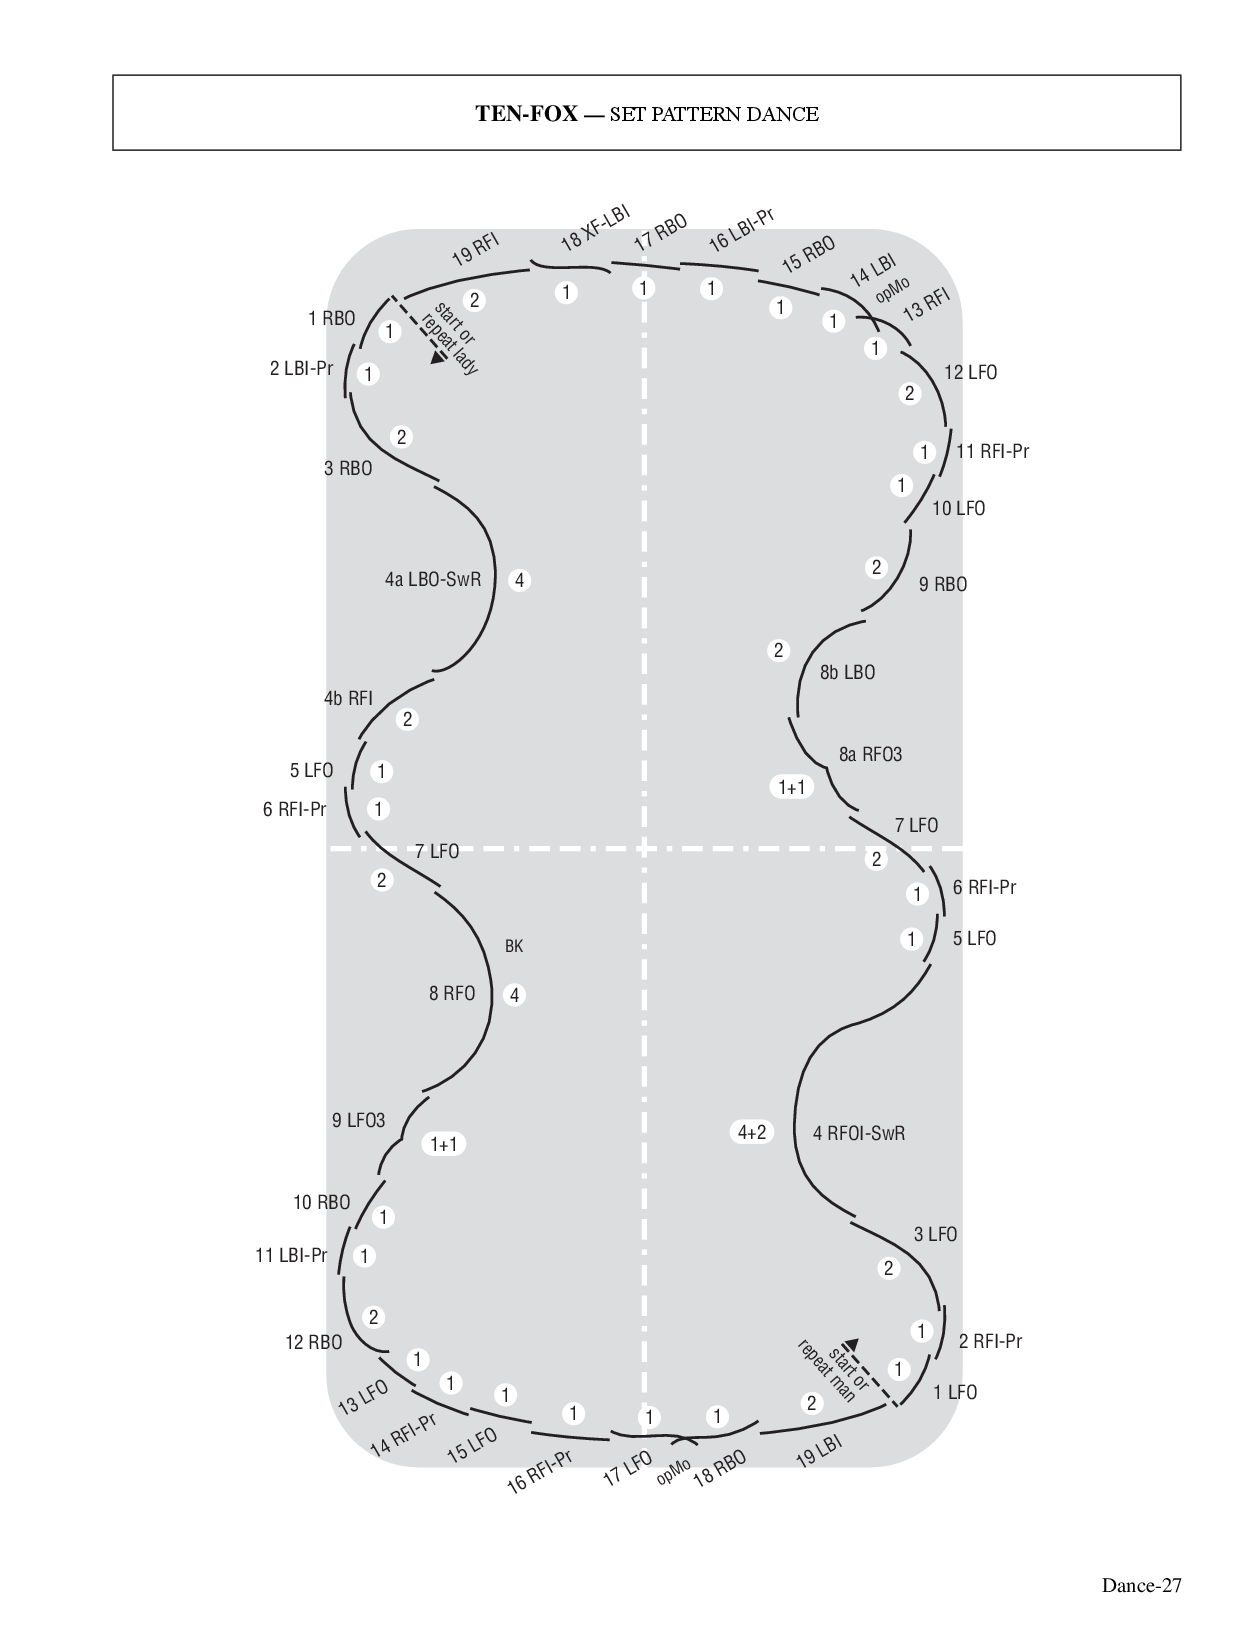 TEN-FOX — SET PATTERN DANCE
18 XF-LBI
17 RBO
16 LBI-Pr
19 RFI
15 RBO
14 LBI
opMo
13 RFI
2
1
1
1
1
1
1
1 RBO
1
start or
repeat lady
2 LBI-Pr
1
12 LFO
2
2
3 RBO
1
11 RFI-Pr
1
10 LFO
4a LBO-SwR
4
2
9 RBO
2
8b LBO
4b RFI
2
8a RFO3
5 LFO
1
1+1
6 RFI-Pr
1
7 LFO
7 LFO
2
2
6 RFI-Pr
1
BK
5 LFO
1
8 RFO
4
9 LFO3
1+1
4+2
4 RFOI-SwR
10 RBO
1
3 LFO
11 LBI-Pr
1
2
2
12 RBO
1
2 RFI-Pr
1
1
start or
repeat man
1 LFO
13 LFO
1
1
1
1
1
2
14 RFI-Pr
15 LFO
16 RFI-Pr
17 LFO
opMo
18 RBO
19 LBI
Dance-27